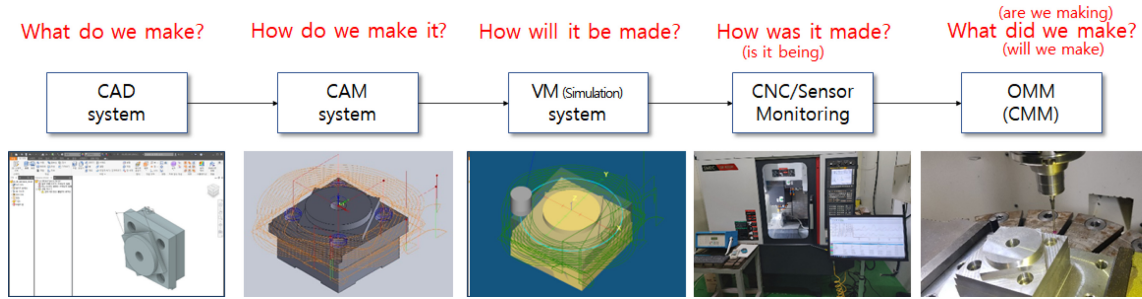 What do we make?
How do we make it?
How will it be made?
How was it made?
(is it being)
(are we making)
What did we make?
(will we make)
CAD
system
CAM
system
VM (Simulation)
system
CNC/Sensor
Monitoring
OMM
(CMM)
Y
X